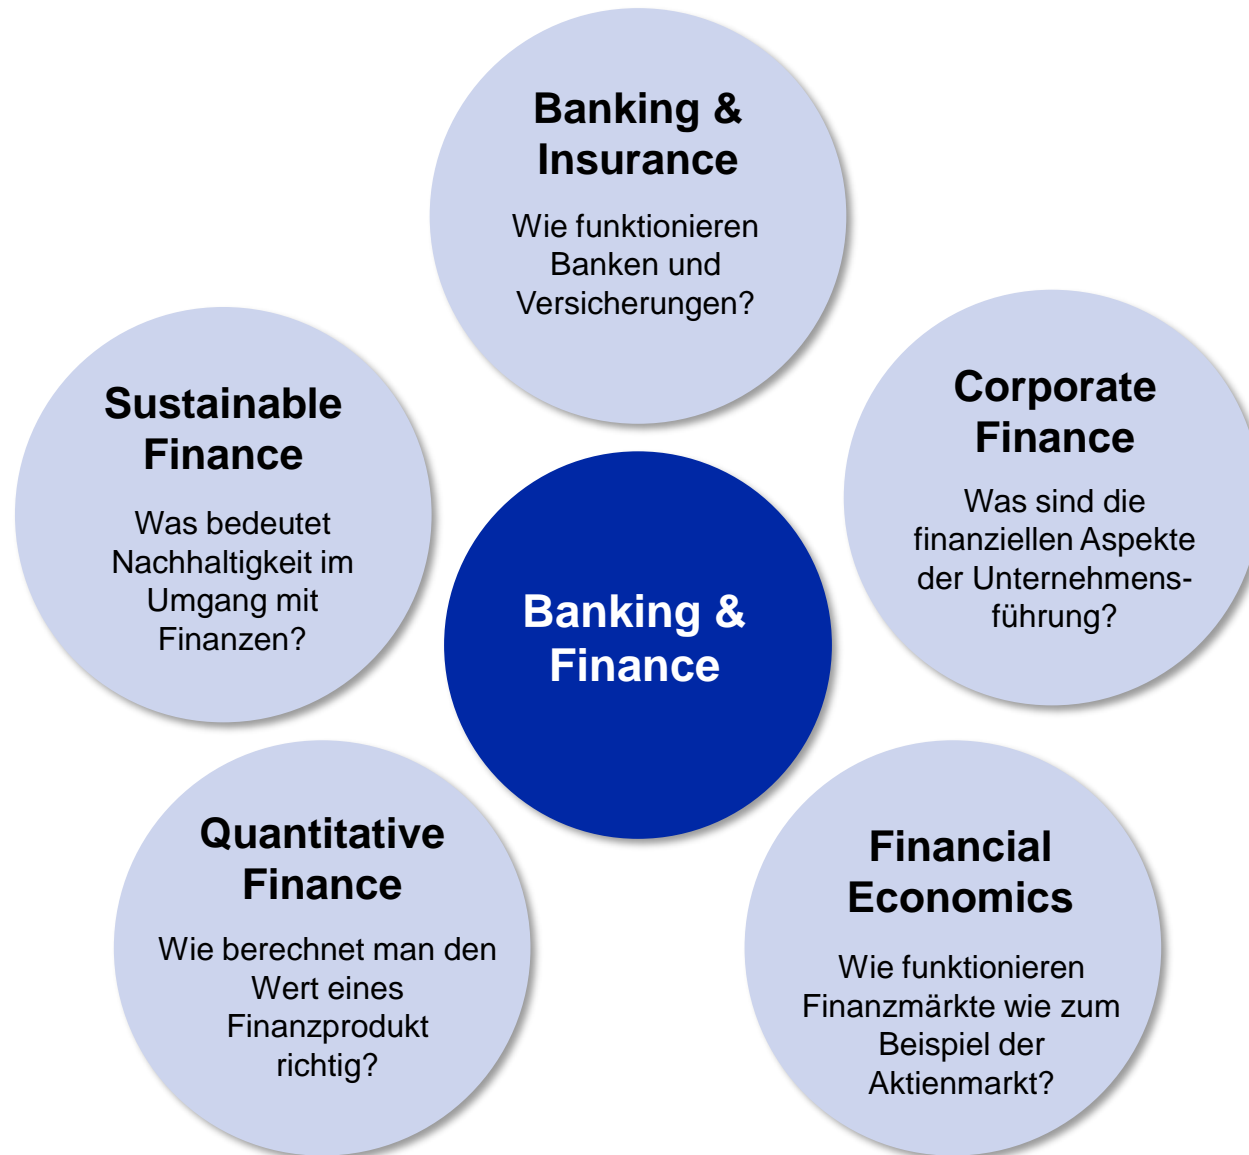 Banking &
Insurance
Wie funktionieren
Banken und
Versicherungen?
Corporate
Finance
Was sind die
finanziellen Aspekte
der Unternehmens-
führung?
Sustainable
Finance
Was bedeutet
Nachhaltigkeit im
Umgang mit
Finanzen?
Banking &
Finance
Quantitative
Finance
Wie berechnet man den
Wert eines
Finanzprodukt
richtig?
Financial
Economics
Wie funktionieren
Finanzmärkte wie zum
Beispiel der
Aktienmarkt?